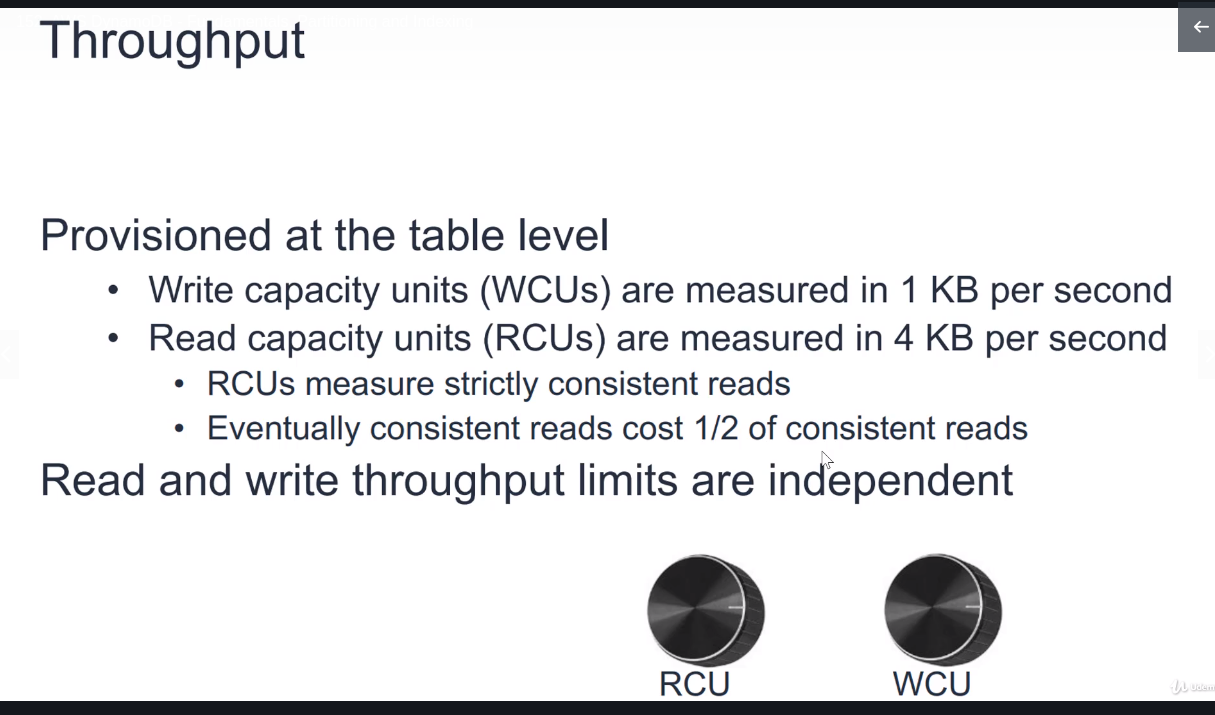 Throughput
Provisioned at the table level
• Write capacity units (WCUs) are measured in 1 KB per second
• Read capacity units (RCUs) are measured in 4 KB per second
• RCUs measure strictly consistent reads
• Eventually consistent reads cost 1/2 of consistent reads
Read and write throughput limits are independent
RCU WCU